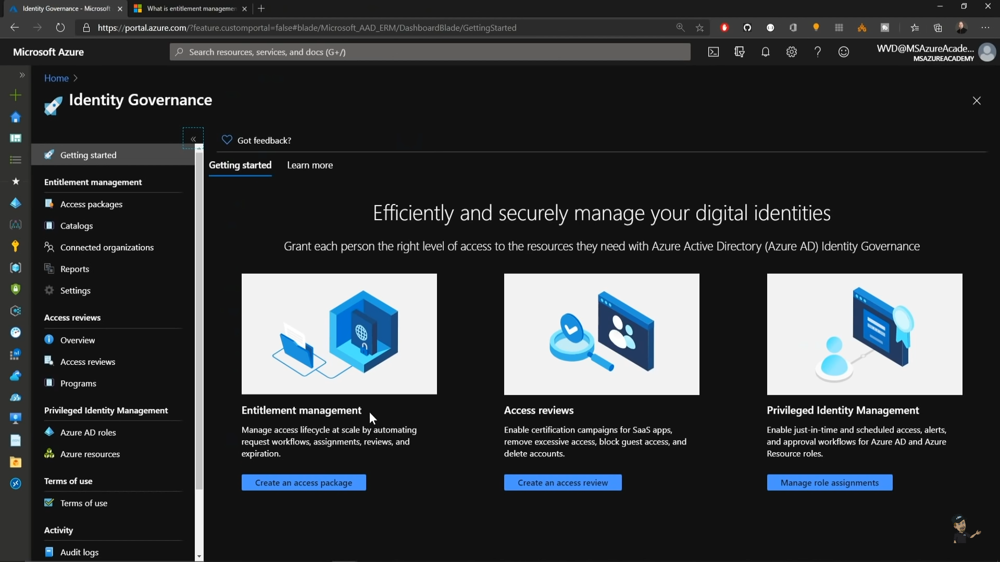 Identity Governance - Microsoft
What is entitlement managemen
https://portal.azure.com/?feature.customportal=false#blade/Microsoft_AAD_ERM/DashboardBlade/GettingStarted
Microsoft Azure
Search resources, services, and docs (G+/)
WVD@MSAzureAcade...
MSAZUREACADEMY
Home
Identity Governance
Got feedback?
Getting started
Entitlement management
Access packages
Catalogs
Connected organizations
Reports
Settings
Access reviews
Overview
Access reviews
Programs
Privileged Identity Management
Azure AD roles
Azure resources
Terms of use
Terms of use
Activity
Audit logs
Getting started
Learn more
Efficiently and securely manage your digital identities
Grant each person the right level of access to the resources they need with Azure Active Directory (Azure AD) Identity Governance
Entitlement management
Manage access lifecycle at scale by automating
request workflows, assignments, reviews, and
expiration.
Create an access package
Access reviews
Enable certification campaigns for SaaS apps,
remove excessive access, block guest access, and
delete accounts.
Create an access review
Privileged Identity Management
Enable just-in-time and scheduled access, alerts,
and approval workflows for Azure AD and Azure
Resource roles.
Manage role assignments